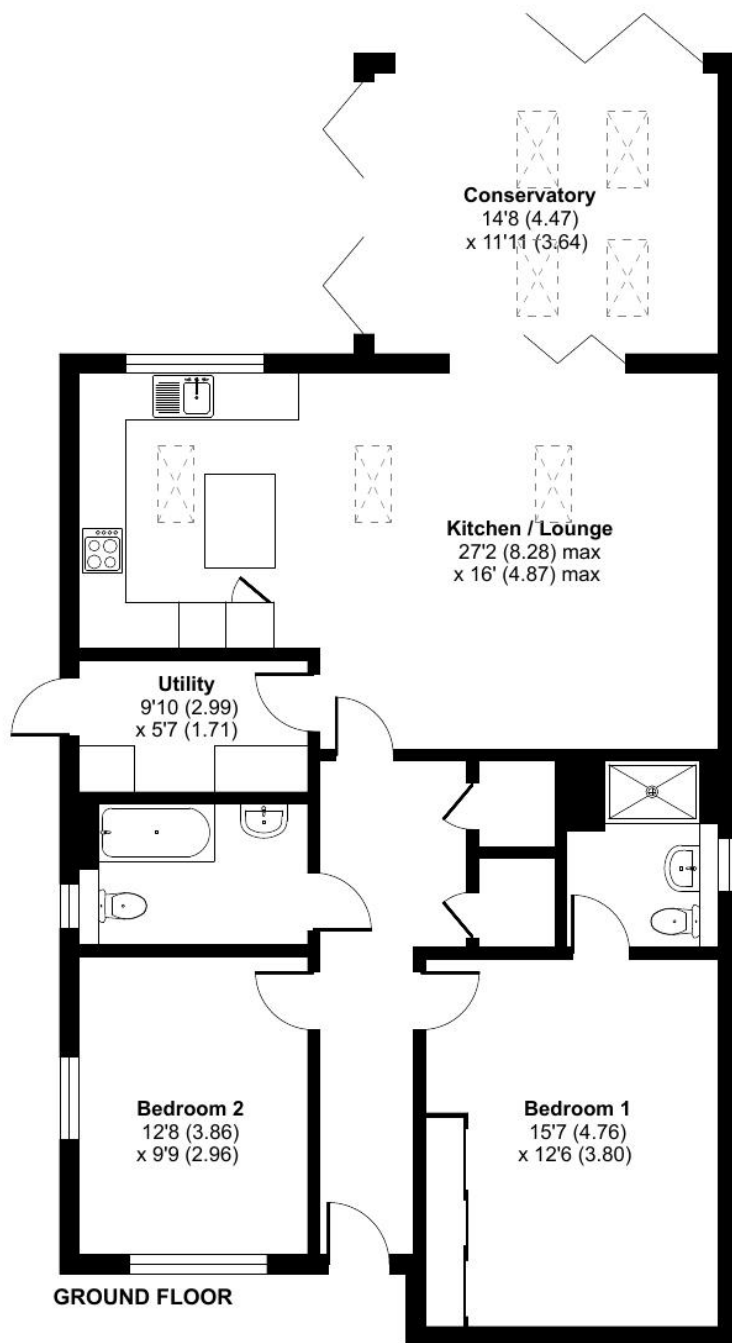 Conservatory
14'8 (4.47)
x 11'11 (3.64)
Kitchen / Lounge
27'2 (8.28) max
x 16' (4.87) max
Utility
9'10 (2.99)
x 5'7 (1.71)
Bedroom 2
12'8 (3.86)
x 9'9 (2.96)
Bedroom 1
15'7 (4.76)
x 12'6 (3.80)
GROUND FLOOR